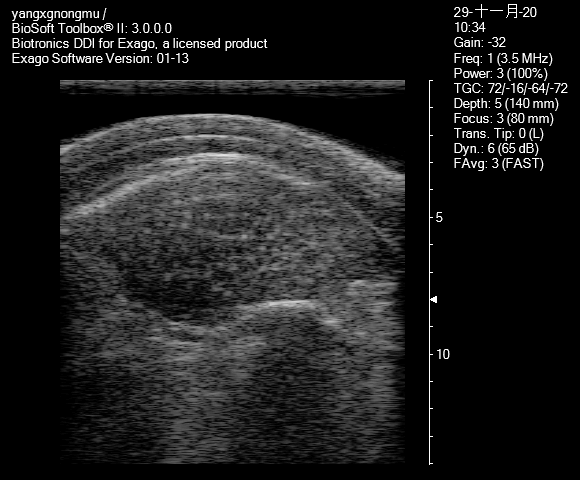 yangxgnongmu /
BioSoft Toolbox® II: 3.0.0.0
Biotronics DDI for Exago, a licensed product
Exago Software Version: 01-13
29-十一月-20
10:34
Gain: -32
Freq: 1 (3.5 MHz)
Power: 3 (100%)
TGC: 72/-16/-64/-72
Depth: 5 (140 mm)
Focus: 3 (80 mm)
Trans. Tip: 0 (L)
Dyn.: 6 (65 dB)
FAvg: 3 (FAST)
5
10